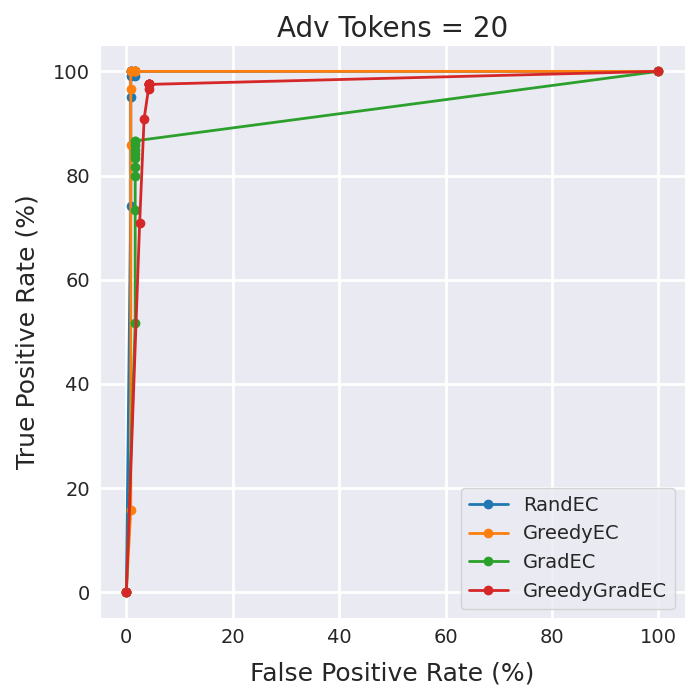 Adv Tokens = 20
True Positive Rate (%)
100
80
60
40
20
0
0 20 40 60 80 100
False Positive Rate (%)
RandEC
GreedyEC
GradEC
GreedyGradEC